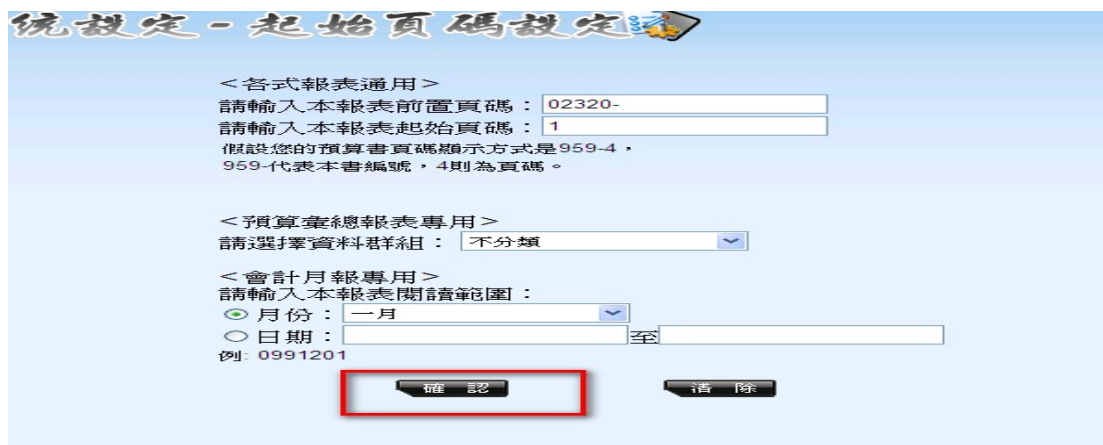 統設定-起始頁碼設定
<各式報表通用>
請輸入本報表前置頁碼：02320-
請輸入本報表起始頁碼：1
假設您的預算書頁碼顯示方式是959-4，
959-代表本書編號，4則為頁碼。
<預算彙總報表專用>
請選擇資料群組：不分類
<會計月報專用>
請輸入本報表閱讀範圍：
月份：一月
日期：至
例: 0991201
確 認 清 除